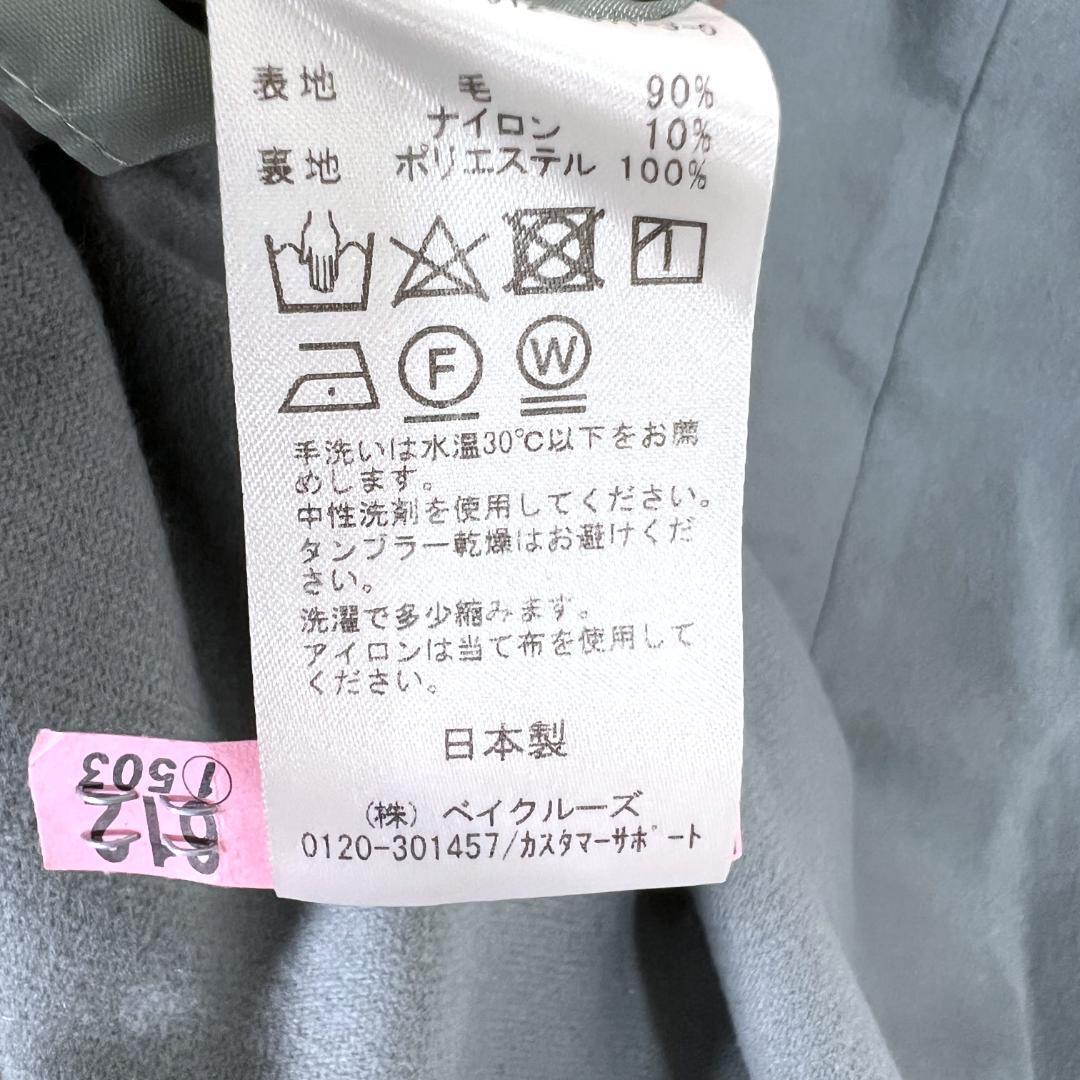 表地 毛 90%
ナイロン 10%
裏地 ポリエステル 100%
F W
手洗いは水温30℃以下をお薦
めします。
中性洗剤を使用してください。
タンブラー乾燥はお避けくだ
さい。
洗濯で多少縮みます。
アイロンは当て布を使用して
ください。
日本製
(株) ベイクルーズ
0120-301457/カスタマーサポート
①503